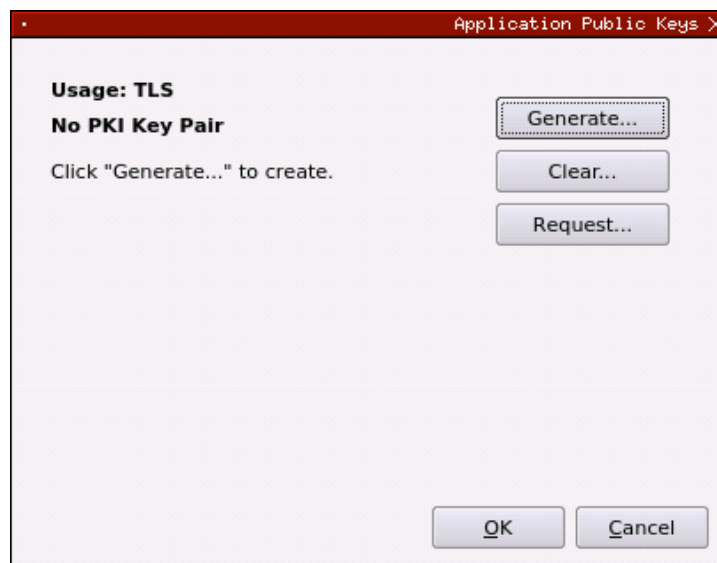 Application Public Keys
Usage: TLS
No PKI Key Pair
Click "Generate..." to create.
Generate...
Clear...
Request...
OK
Cancel